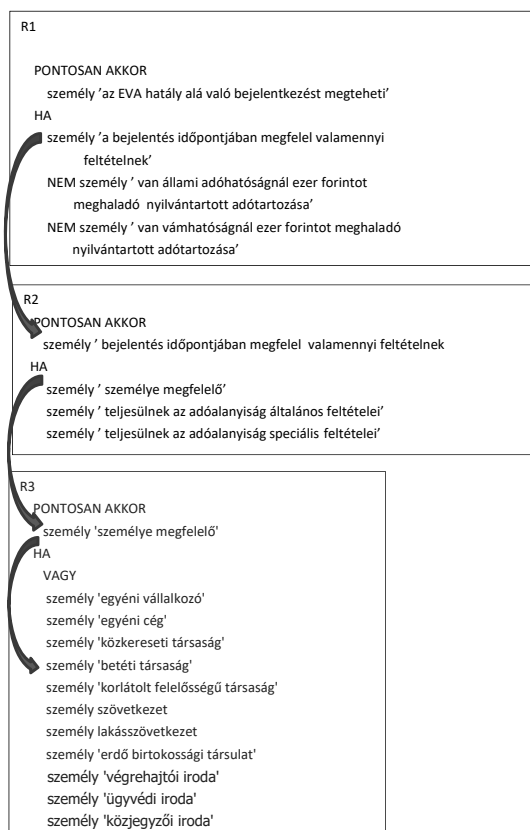 R1
PONTOSAN AKKOR
személy 'az EVA hatály alá való bejelentkezést megteheti'
HA
személy 'a bejelentés időpontjában megfelel valamennyi
feltételnek'
NEM személy ' van állami adóhatóságnál ezer forintot
meghaladó nyilvántartott adótartozása'
NEM személy ' van vámhatóságnál ezer forintot meghaladó
nyilvántartott adótartozása'
R2
PONTOSAN AKKOR
személy ' bejelentés időpontjában megfelel valamennyi feltételnek
HA
személy ' személye megfelelő'
személy ' teljesülnek az adóalanyiság általános feltételei'
személy ' teljesülnek az adóalanyiság speciális feltételei'
R3
PONTOSAN AKKOR
személy 'személye megfelelő'
HA
VAGY
személy 'egyéni vállalkozó'
személy 'egyéni cég'
személy 'közkereseti társaság'
személy 'betéti társaság'
személy 'korlátolt felelősségű társaság'
személy szövetkezet
személy lakásszövetkezet
személy 'erdő birtokossági társulat'
személy 'végrehajtói iroda'
személy 'ügyvédi iroda'
személy 'közjegyzői iroda'